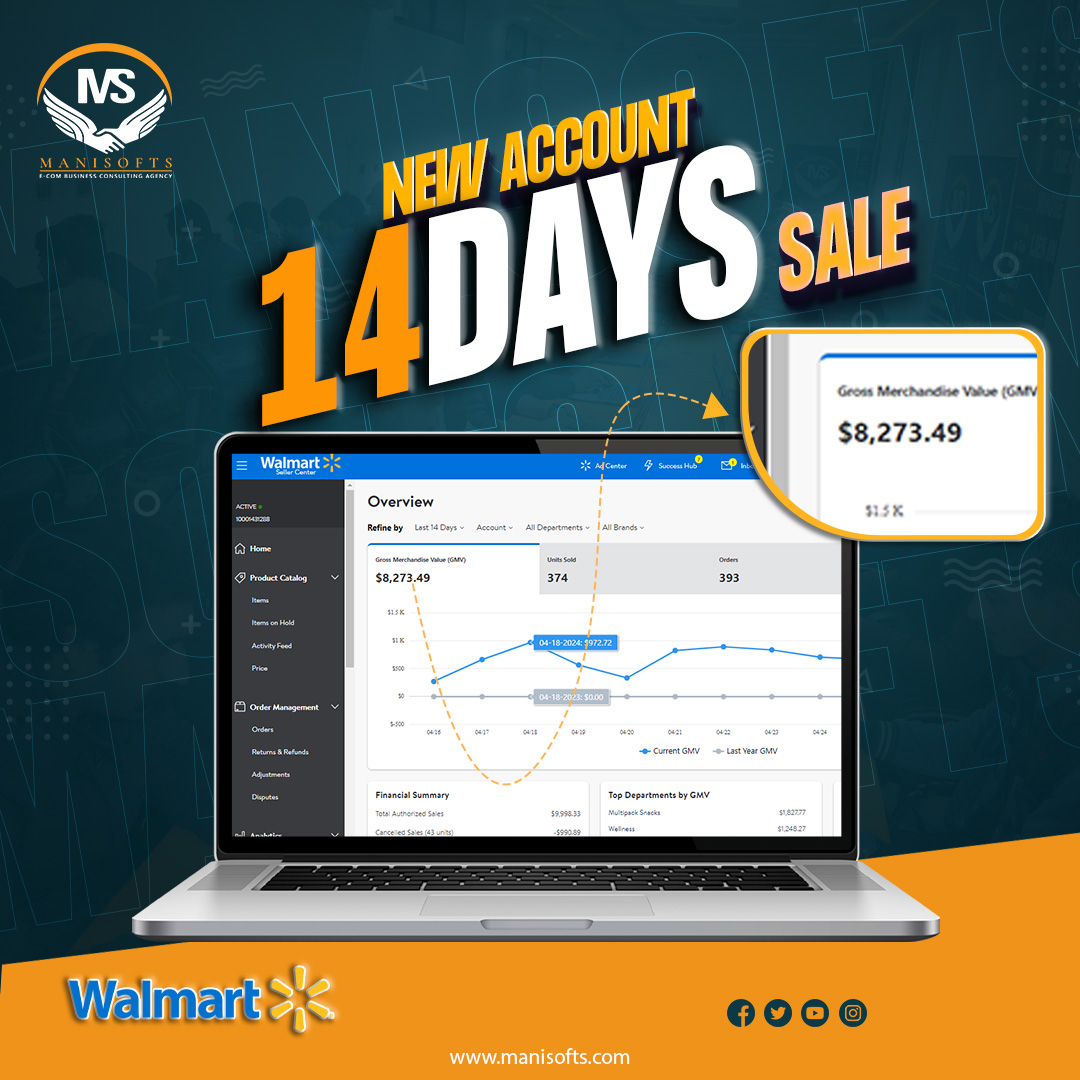 MS
MANISOFTS
E-COM BUSINESS CONSULTING AGENCY
NEW ACCOUNT
14DAYS
SALE
Gross Merchandise Value (GMV
$8,273.49
$1.5 K
Walmart
Seller Center
Ad Center
Success Hub
ACTIVE
10001431288
Home
Product Catalog
Items
Items on Hold
Activity Feed
Price
Order Management
Orders
Returns & Refunds
Adjustments
Disputes
Analytics
Overview
Refine by Last 14 Days Account All Departments All Brands
Gross Merchandise Value (GMV) Units Sold Orders
$8,273.49 374 393
$1.5 K
$1 K
$500
$0
$-500
04-18-2024: $972.72
04-18-2023: $0.00
04/16 04/17 04/18 04/19 04/20 04/21 04/22 04/23 04/24
Current GMV Last Year GMV
Financial Summary
Total Authorized Sales $9,998.33
Cancelled Sales (43 units) -$990.89
Top Departments by GMV
Multipack Snacks $1,827.77
Wellness $1,248.27
Walmart
www.manisofts.com